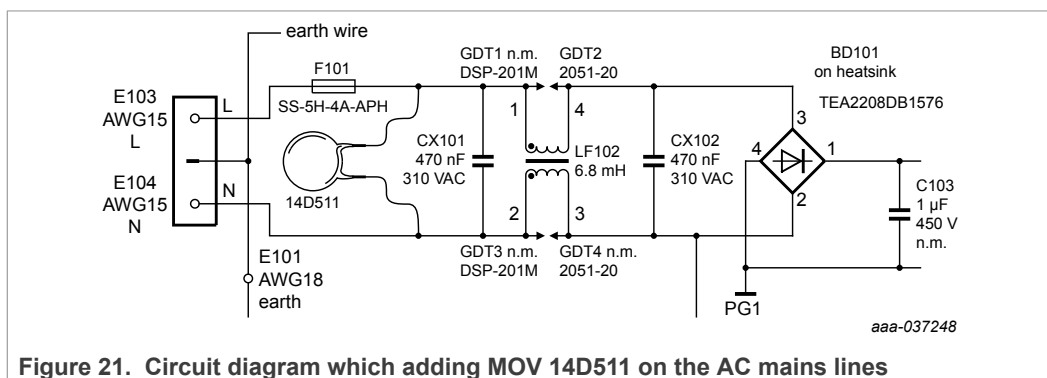 earth wire
E103
AWG15
L
L
F101
SS-5H-4A-APH
14D511
E104
AWG15
N
N
E101
AWG18
earth
CX101
470 nF
310 VAC
GDT1 n.m.
DSP-201M
GDT2
2051-20
1
4
LF102
6.8 mH
2
3
GDT3 n.m.
DSP-201M
GDT4 n.m.
2051-20
CX102
470 nF
310 VAC
BD101
on heatsink
TEA2208DB1576
3
4
1
2
C103
1 µF
450 V
n.m.
PG1
aaa-037248
Figure 21. Circuit diagram which adding MOV 14D511 on the AC mains lines